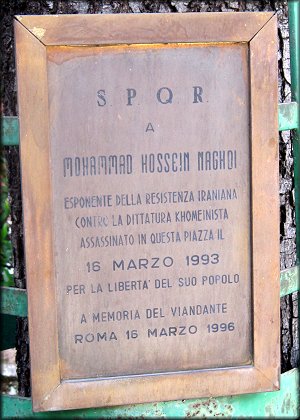 S.P.Q.R.
A
MOHAMMAD HOSSEIN NAGHDI
ESPONENTE DELLA RESISTENZA IRANIANA
CONTRO LA DITTATURA KHOMEINISTA
ASSASSINATO IN QUESTA PIAZZA IL
16 MARZO 1993
PER LA LIBERTA' DEL SUO POPOLO
A MEMORIA DEL VIANDANTE
ROMA 16 MARZO 1996